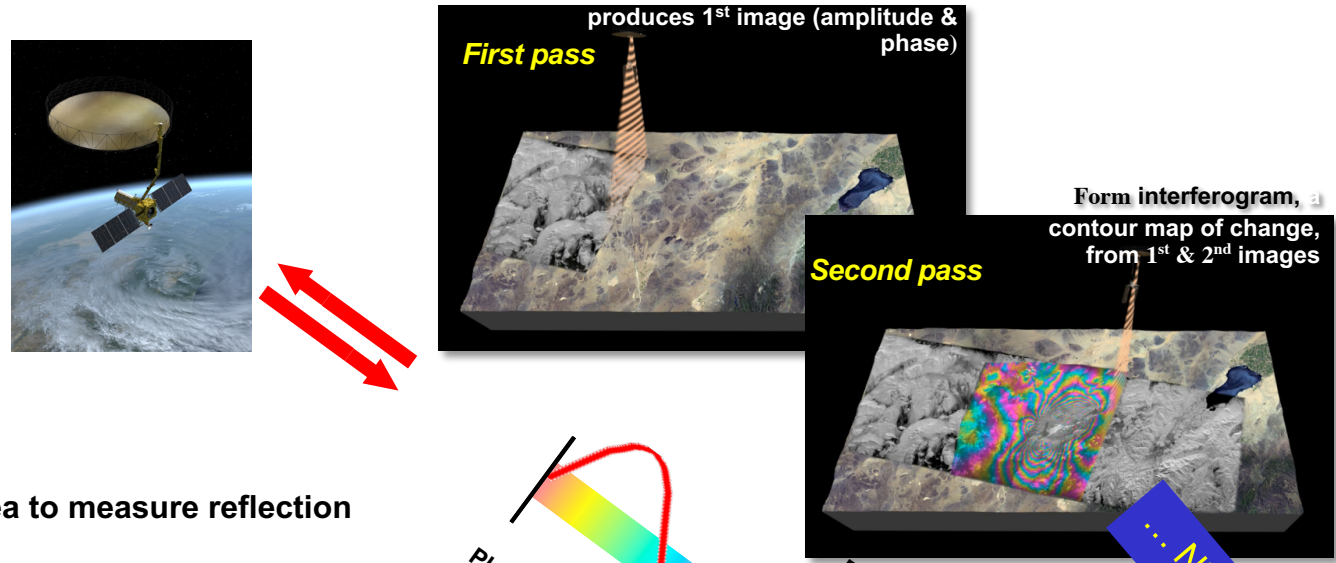 produces 1st image (amplitude &
phase)
First pass
Form interferogram, a
contour map of change,
from 1st & 2nd images
Second pass
to measure reflection